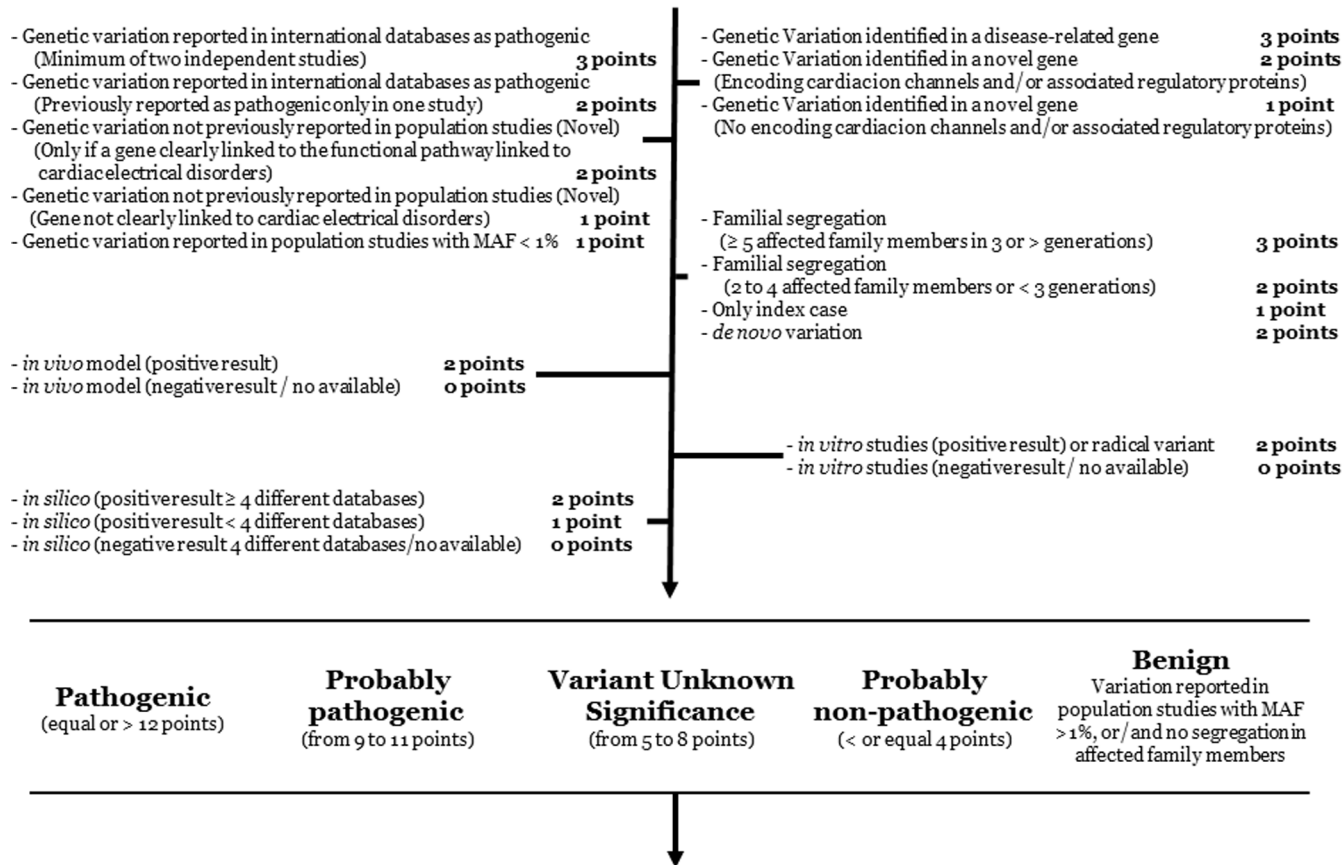 - Genetic variation reported in international databases as pathogenic
(Minimum of two independent studies) 3 points
- Genetic variation reported in international databases as pathogenic
(Previously reported as pathogenic only in one study) 2 points
- Genetic variation not previously reported in population studies (Novel)
(Only if a gene clearly linked to the functional pathway linked to
cardiac electrical disorders) 2 points
- Genetic variation not previously reported in population studies (Novel)
(Gene not clearly linked to cardiac electrical disorders) 1 point
- Genetic variation reported in population studies with MAF < 1% 1 point
- Genetic Variation identified in a disease-related gene 3 points
- Genetic Variation identified in a novel gene 2 points
(Encoding cardiacion channels and/or associated regulatory proteins)
- Genetic Variation identified in a novel gene 1 point
(No encoding cardiacion channels and/or associated regulatory proteins)
- Familial segregation
(≥ 5 affected family members in 3 or > generations) 3 points
- Familial segregation
(2 to 4 affected family members or < 3 generations) 2 points
- Only index case 1 point
- de novo variation 2 points
- in vivo model (positive result) 2 points
- in vivo model (negative result / no available) 0 points
- in vitro studies (positive result) or radical variant 2 points
- in vitro studies (negative result / no available) 0 points
- in silico (positive result ≥ 4 different databases) 2 points
- in silico (positive result < 4 different databases) 1 point
- in silico (negative result 4 different databases/no available) 0 points
Pathogenic
(equal or > 12 points)
Probably
pathogenic
(from 9 to 11 points)
Variant Unknown
Significance
(from 5 to 8 points)
Probably
non-pathogenic
(< or equal 4 points)
Benign
Variation reported in
population studies with MAF
>1%, or/and no segregation in
affected family members